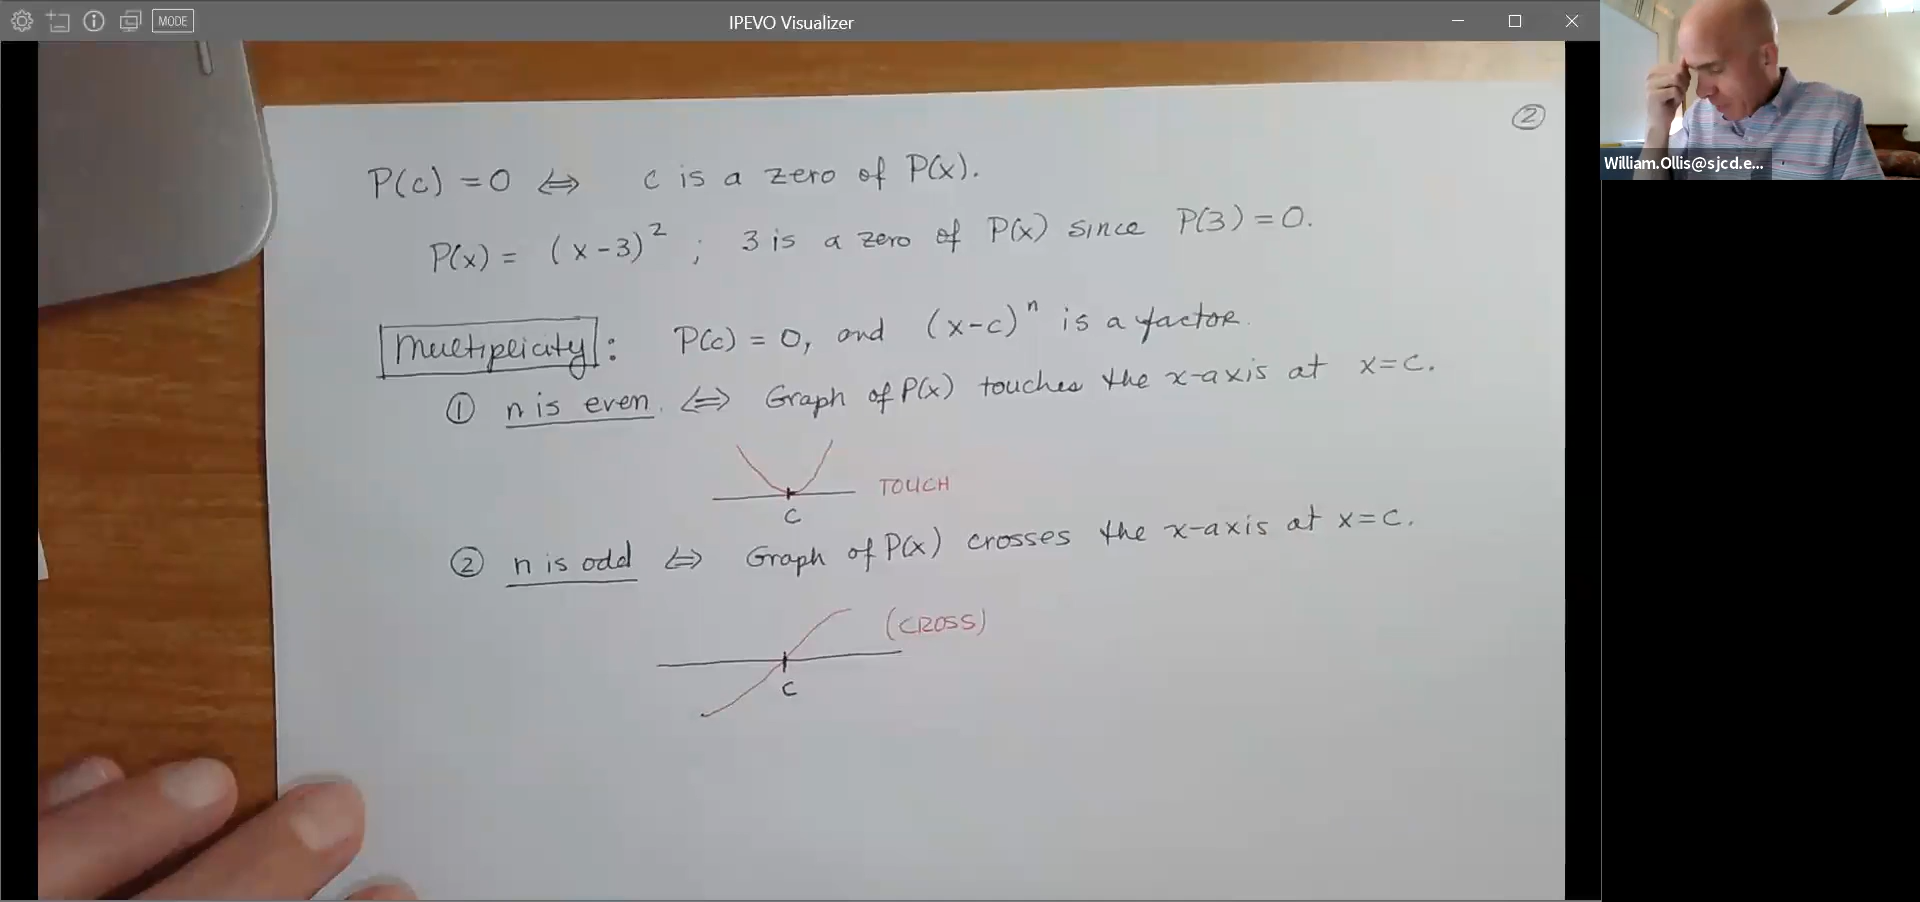 MODE
IPEVO Visualizer
2
P(c) = 0 ⟺ c is a zero of P(x).
P(x) = (x-3)² ; 3 is a zero of P(x) since P(3) = 0.
Multiplicity : P(c) = 0, and (x-c)ⁿ is a factor.
① n is even. ⟺ Graph of P(x) touches the x-axis at x=c.
TOUCH
c
② n is odd ⟺ Graph of P(x) crosses the x-axis at x=c.
(CROSS)
c
William.Ollis@sjcd.e...